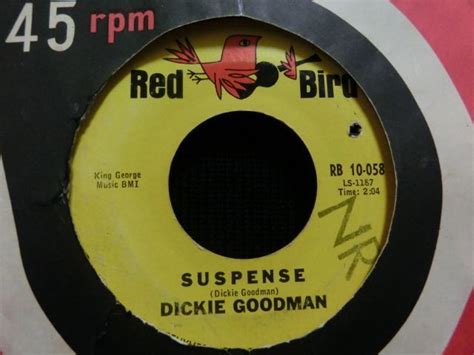 45 rpm
Red Bird
King George
Music BMI
RB 10-058
LS-1187
Time: 2:04
NR
SUSPENSE
(Dickie Goodman)
DICKIE GOODMAN